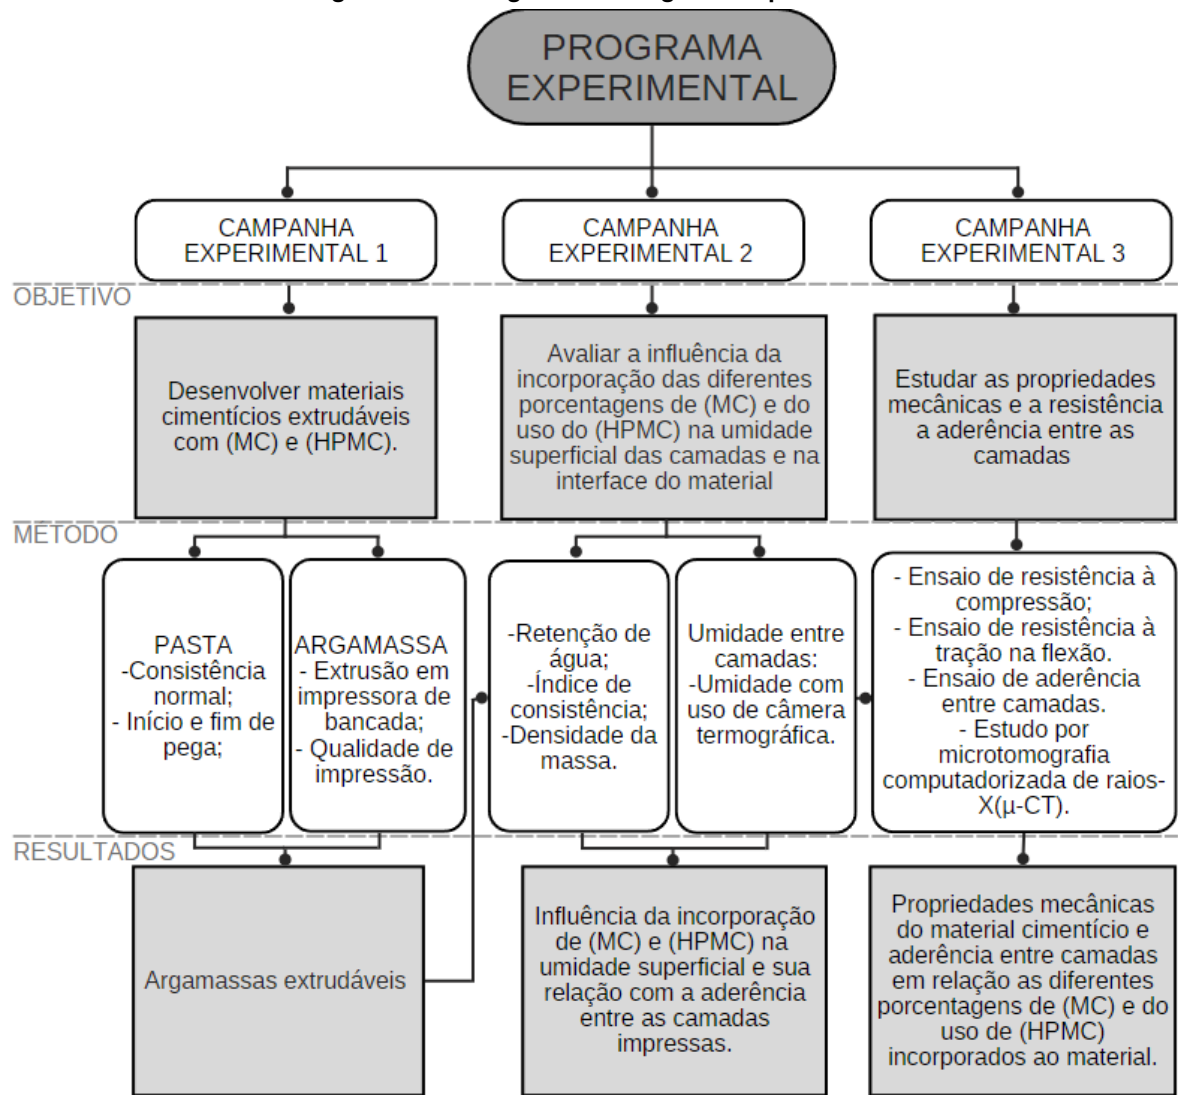 PROGRAMA
EXPERIMENTAL
CAMPANHA
EXPERIMENTAL 1
CAMPANHA
EXPERIMENTAL 2
CAMPANHA
EXPERIMENTAL 3
OBJETIVO
Desenvolver materiais
cimentícios extrudáveis
com (MC) e (HPMC).
Avaliar a influência da
incorporação das diferentes
porcentagens de (MC) e do
uso do (HPMC) na umidade
superficial das camadas e na
interface do material
Estudar as propriedades
mecânicas e a resistência
a aderência entre as
camadas
MÉTODO
PASTA
-Consistência
normal;
- Início e fim de
pega;
ARGAMASSA
- Extrusão em
impressora de
bancada;
- Qualidade de
impressão.
-Retenção de
água;
-Índice de
consistência;
-Densidade da
massa.
Umidade entre
camadas:
-Umidade com
uso de câmera
termográfica.
- Ensaio de resistência à
compressão;
- Ensaio de resistência à
tração na flexão.
- Ensaio de aderência
entre camadas.
- Estudo por
microtomografia
computadorizada de raios-
X(µ-CT).
RESULTADOS
Argamassas extrudáveis
Influência da incorporação
de (MC) e (HPMC) na
umidade superficial e sua
relação com a aderência
entre as camadas
impressas.
Propriedades mecânicas
do material cimentício e
aderência entre camadas
em relação as diferentes
porcentagens de (MC) e do
uso de (HPMC)
incorporados ao material.